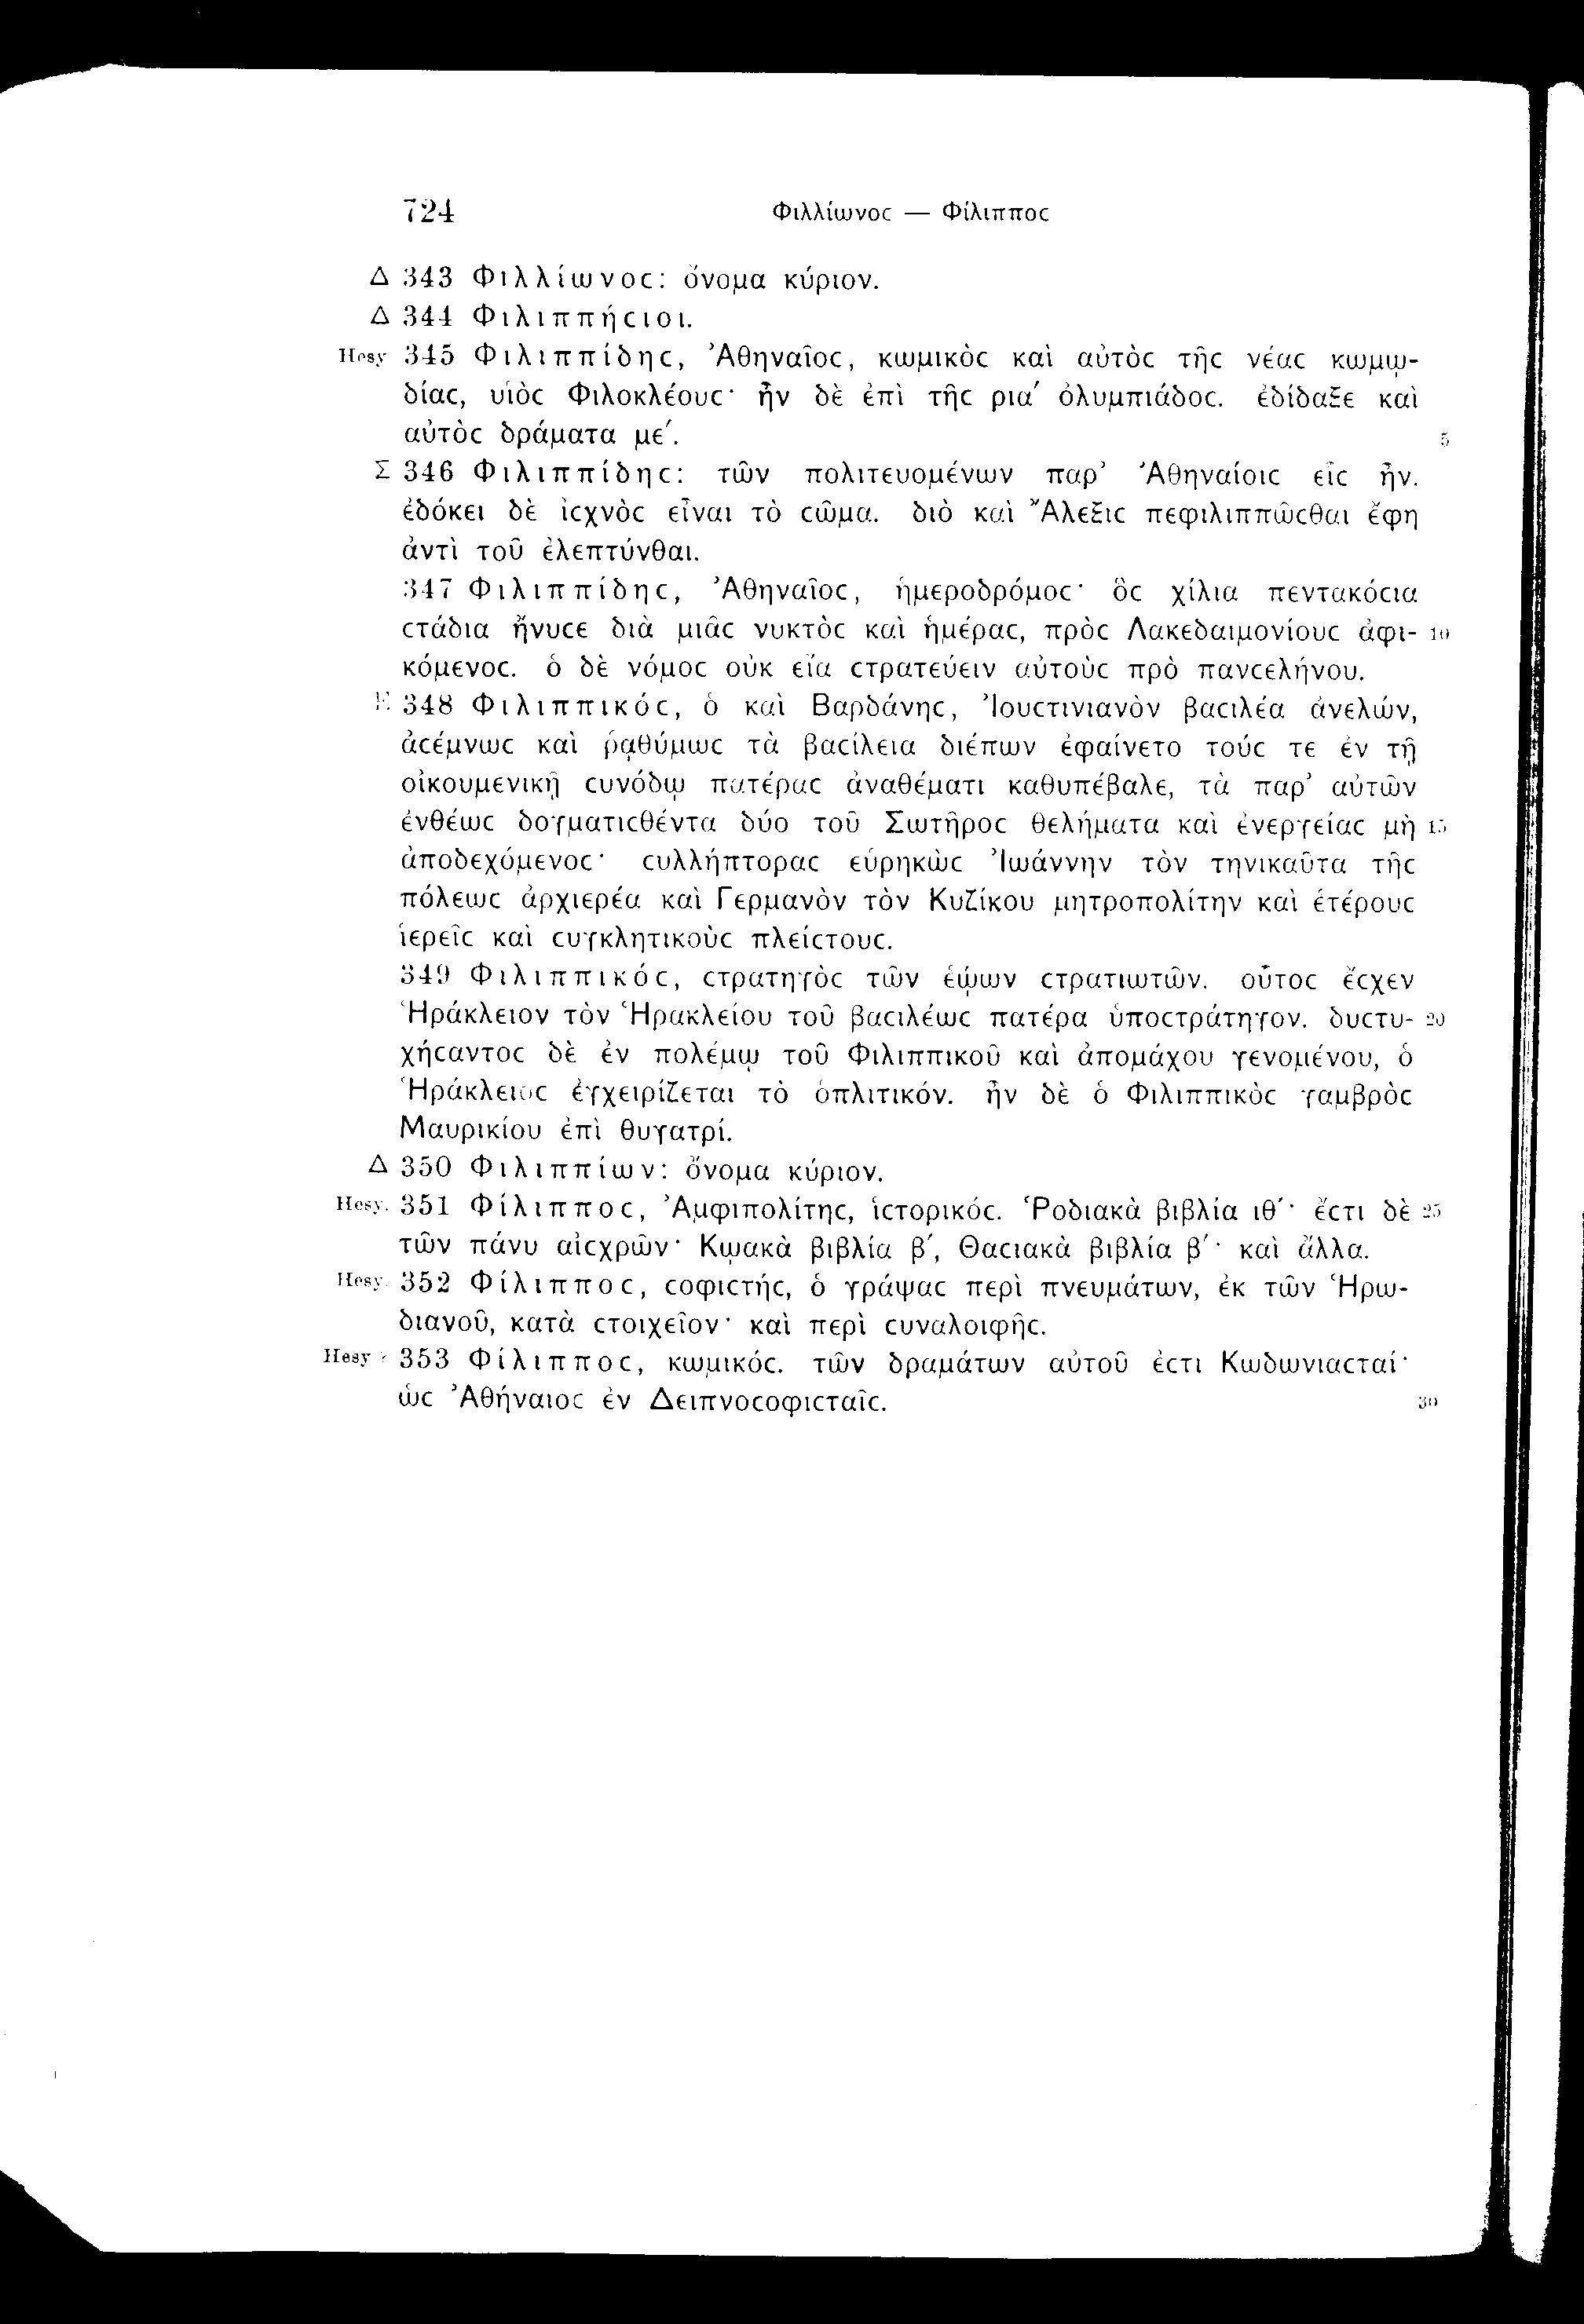 724 Φιλλίωνοϲ — Φίλιπποϲ
Δ 343 Φιλλίωνοϲ: ὄνομα κύριον.
Δ 344 Φιλιππήϲιοι.
Hesy 345 Φιλιππίδηϲ, Ἀθηναῖοϲ, κωμικὸϲ καὶ αὐτὸϲ τῆϲ νέαϲ κωμῳ-
δίαϲ, υἱὸϲ Φιλοκλέουϲ· ἦν δὲ ἐπὶ τῆϲ ρια΄ ὀλυμπιάδοϲ. ἐδίδαξε καὶ
αὐτὸϲ δράματα με΄. 5
Σ 346 Φιλιππίδηϲ: τῶν πολιτευομένων παρ’ Ἀθηναίοιϲ εἷϲ ἦν.
ἐδόκει δὲ ἰϲχνὸϲ εἶναι τὸ ϲῶμα. διὸ καὶ Ἄλεξιϲ πεφιλιππῶϲθαι ἔφη
ἀντὶ τοῦ ἐλεπτύνθαι.
347 Φιλιππίδηϲ, Ἀθηναῖοϲ, ἡμεροδρόμοϲ· ὃϲ χίλια πεντακόϲια
ϲτάδια ἤνυϲε διὰ μιᾶϲ νυκτὸϲ καὶ ἡμέραϲ, πρὸϲ Λακεδαιμονίουϲ ἀφι- 10
κόμενοϲ. ὁ δὲ νόμοϲ οὐκ εἴα ϲτρατεύειν αὐτοὺϲ πρὸ πανϲελήνου.
E 348 Φιλιππικόϲ, ὁ καὶ Βαρδάνηϲ, Ἰουϲτινιανὸν βαϲιλέα ἀνελών,
ἀϲέμνωϲ καὶ ῥᾳθύμωϲ τὰ βαϲίλεια διέπων ἐφαίνετο τούϲ τε ἐν τῇ
οἰκουμενικῇ ϲυνόδῳ πατέραϲ ἀναθέματι καθυπέβαλε, τὰ παρ’ αὐτῶν
ἐνθέωϲ δογματιϲθέντα δύο τοῦ Σωτῆροϲ θελήματα καὶ ἐνεργείαϲ μὴ 15
ἀποδεχόμενοϲ· ϲυλλήπτοραϲ εὑρηκὼϲ Ἰωάννην τὸν τηνικαῦτα τῆϲ
πόλεωϲ ἀρχιερέα καὶ Γερμανὸν τὸν Κυζίκου μητροπολίτην καὶ ἑτέρουϲ
ἱερεῖϲ καὶ ϲυγκλητικοὺϲ πλείϲτουϲ.
349 Φιλιππικόϲ, ϲτρατηγὸϲ τῶν ἑῴων ϲτρατιωτῶν. οὗτοϲ ἔϲχεν
Ἡράκλειον τὸν Ἡρακλείου τοῦ βαϲιλέωϲ πατέρα ὑποϲτράτηγον. δυϲτυ- 20
χήϲαντοϲ δὲ ἐν πολέμῳ τοῦ Φιλιππικοῦ καὶ ἀπομάχου γενομένου, ὁ
Ἡράκλειοϲ ἐγχειρίζεται τὸ ὁπλιτικόν. ἦν δὲ ὁ Φιλιππικὸϲ γαμβρὸϲ
Μαυρικίου ἐπὶ θυγατρί.
Δ 350 Φιλιππίων: ὄνομα κύριον.
Hesy. 351 Φίλιπποϲ, Ἀμφιπολίτηϲ, ἱϲτορικόϲ. Ῥοδιακὰ βιβλία ιθ΄· ἔϲτι δὲ 25
τῶν πάνυ αἰϲχρῶν· Κῳακὰ βιβλία β΄, Θαϲιακὰ βιβλία β΄· καὶ ἄλλα.
Hesy. 352 Φίλιπποϲ, ϲοφιϲτήϲ, ὁ γράψαϲ περὶ πνευμάτων, ἐκ τῶν Ἡρω-
διανοῦ, κατὰ ϲτοιχεῖον· καὶ περὶ ϲυναλοιφῆϲ.
Hesy ? 353 Φίλιπποϲ, κωμικόϲ. τῶν δραμάτων αὐτοῦ ἐϲτι Κωδωνιαϲταί·
ὡϲ Ἀθήναιοϲ ἐν Δειπνοϲοφιϲταῖϲ. 30